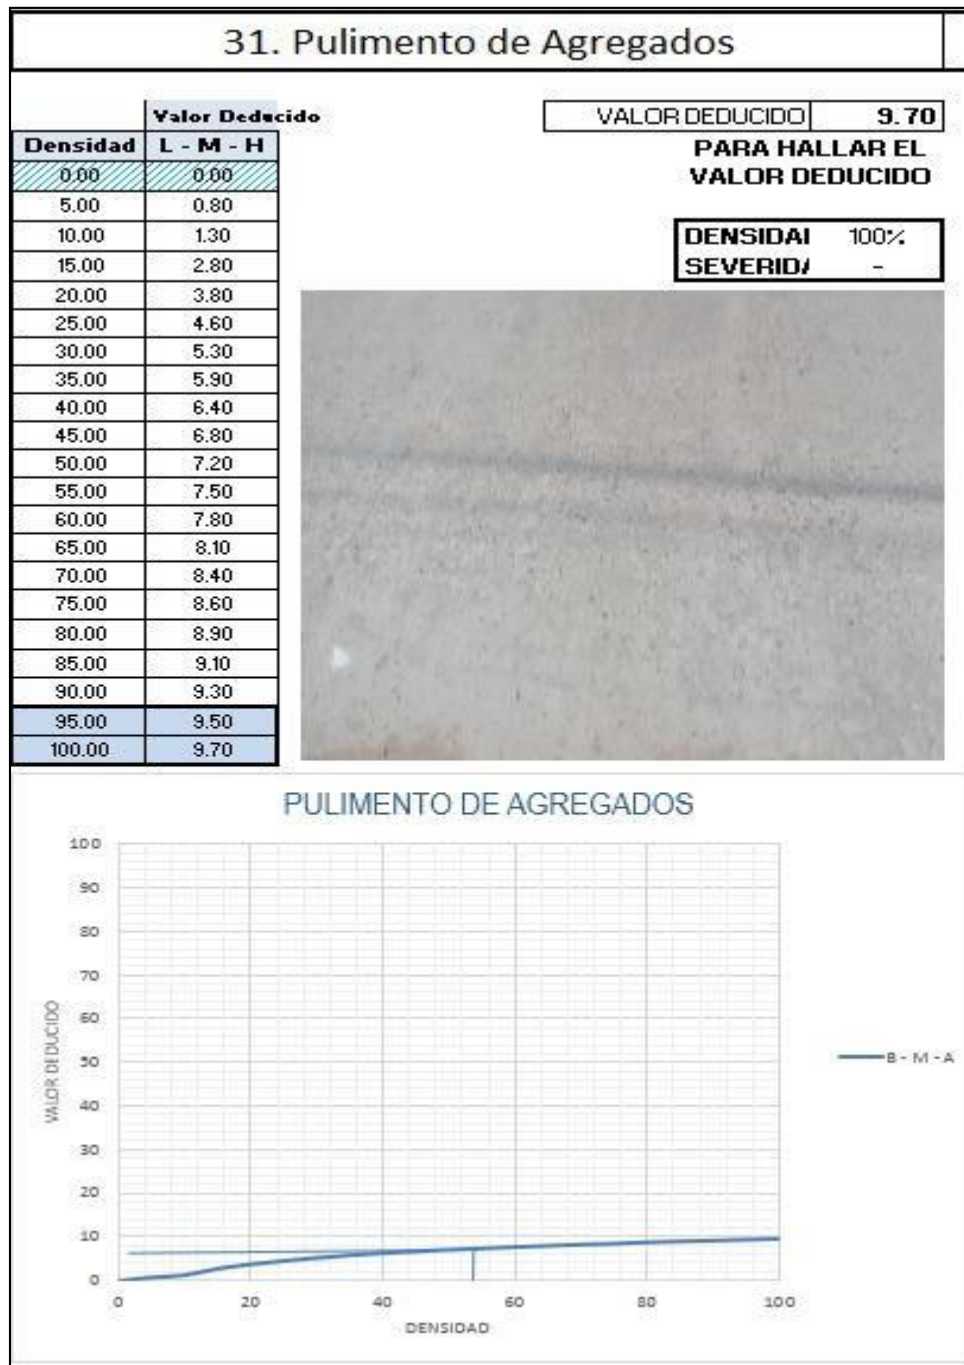 31. Pulimento de Agregados
Valor Deducido
Densidad L - M - H
0.00 0.00
5.00 0.80
10.00 1.30
15.00 2.80
20.00 3.80
25.00 4.60
30.00 5.30
35.00 5.90
40.00 6.40
45.00 6.80
50.00 7.20
55.00 7.50
60.00 7.80
65.00 8.10
70.00 8.40
75.00 8.60
80.00 8.90
85.00 9.10
90.00 9.30
95.00 9.50
100.00 9.70
VALOR DEDUCIDO 9.70
PARA HALLAR EL
VALOR DEDUCIDO
DENSIDAI 100%
SEVERIDA -
PULIMENTO DE AGREGADOS
VALOR DEDUCIDO
100
90
80
70
60
50
40
30
20
10
0
0 20 40 60 80 100
DENSIDAD
B - M - A